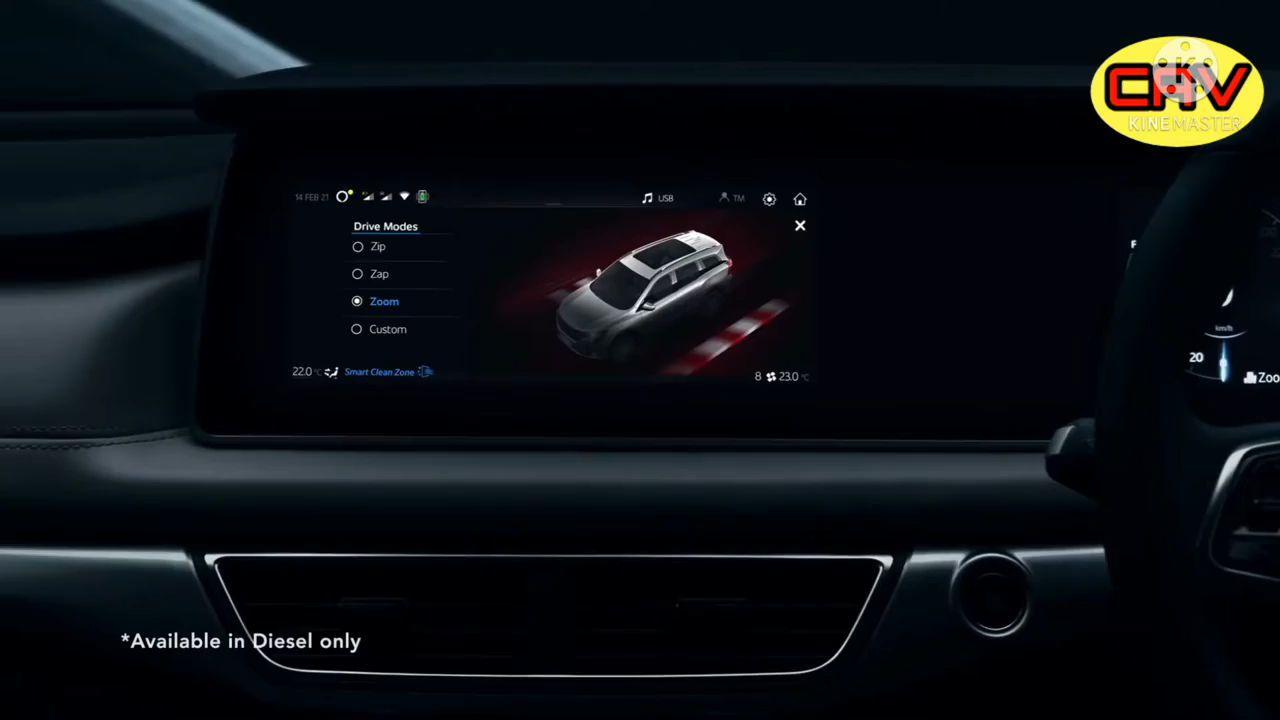 CAV
KINEMASTER
14 FEB 21
USB
TM
Drive Modes
Zip
Zap
Zoom
Custom
22.0°C
Smart Clean Zone
8 23.0°C
km/h
20
Zoo
*Available in Diesel only